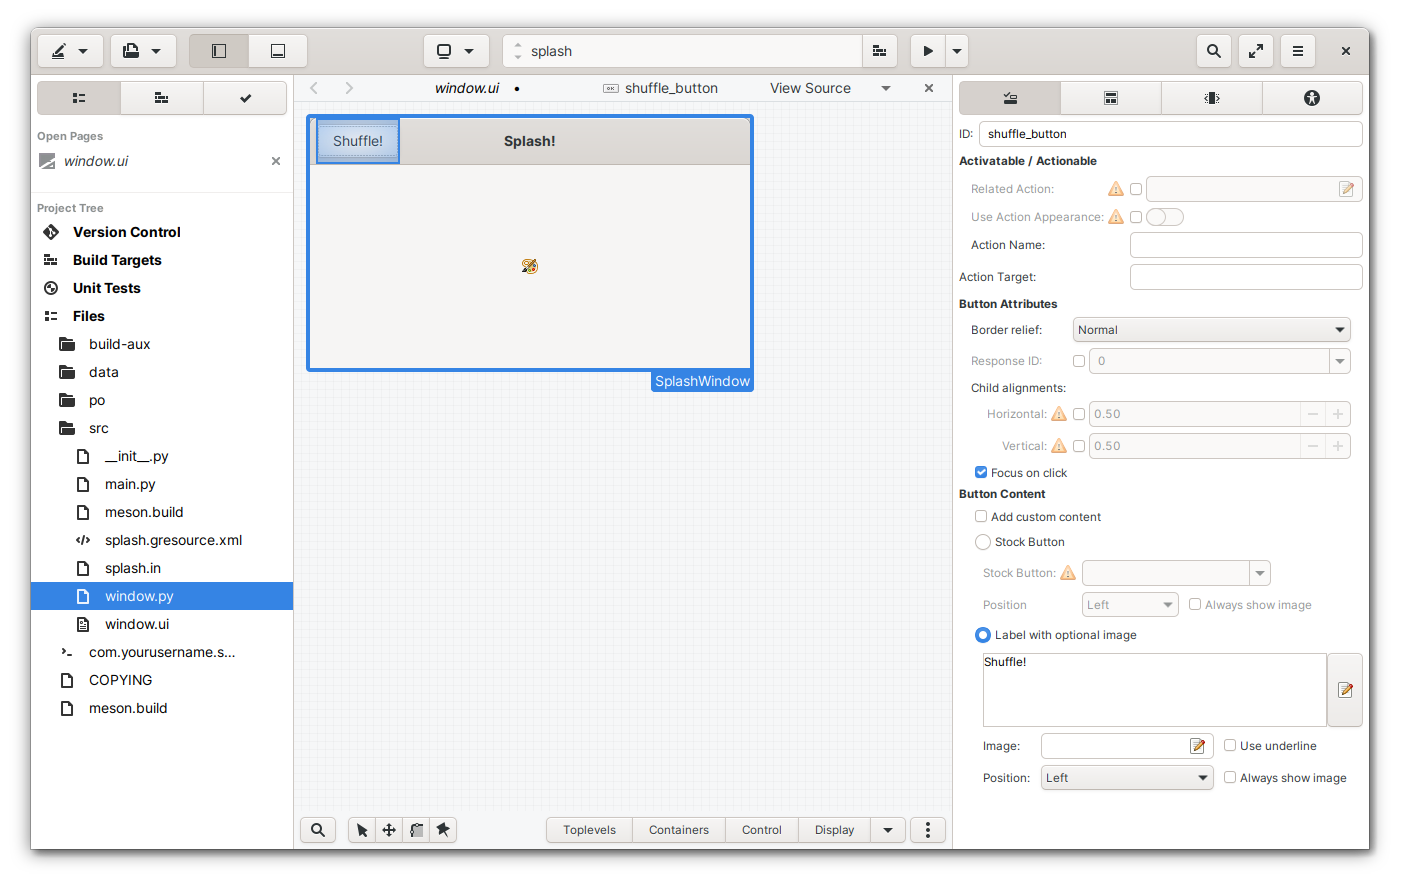 splash
Open Pages
window.ui
Project Tree
Version Control
Build Targets
Unit Tests
Files
build-aux
data
po
src
__init__.py
main.py
meson.build
splash.gresource.xml
splash.in
window.py
window.ui
com.yourusername.s...
COPYING
meson.build
window.ui •
OK shuffle_button
View Source
Shuffle!
Splash!
SplashWindow
Toplevels
Containers
Control
Display
ID: shuffle_button
Activatable / Actionable
Related Action:
Use Action Appearance:
Action Name:
Action Target:
Button Attributes
Border relief: Normal
Response ID: 0
Child alignments:
Horizontal: 0.50
Vertical: 0.50
Focus on click
Button Content
Add custom content
Stock Button
Stock Button:
Position Left Always show image
Label with optional image
Shuffle!
Image: Use underline
Position: Left Always show image